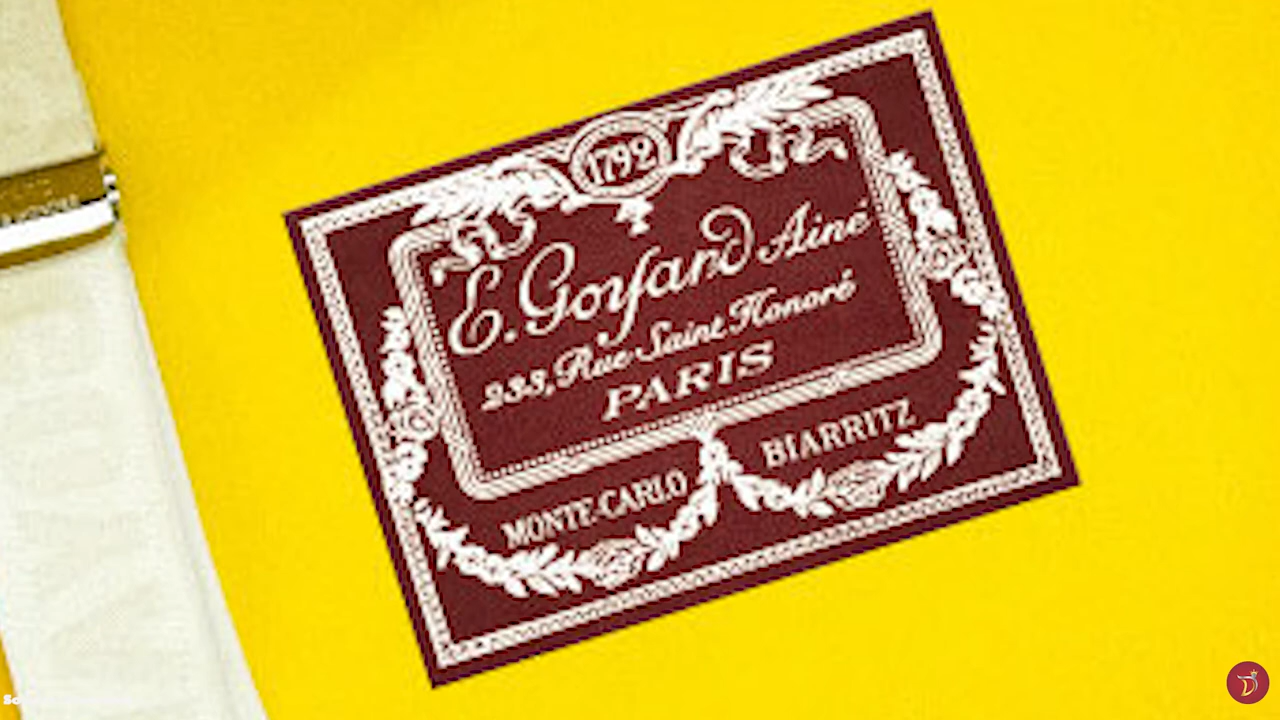 1792
E. Goyard Ainé
233, Rue Saint Honoré
PARIS
MONTE-CARLO
BIARRITZ